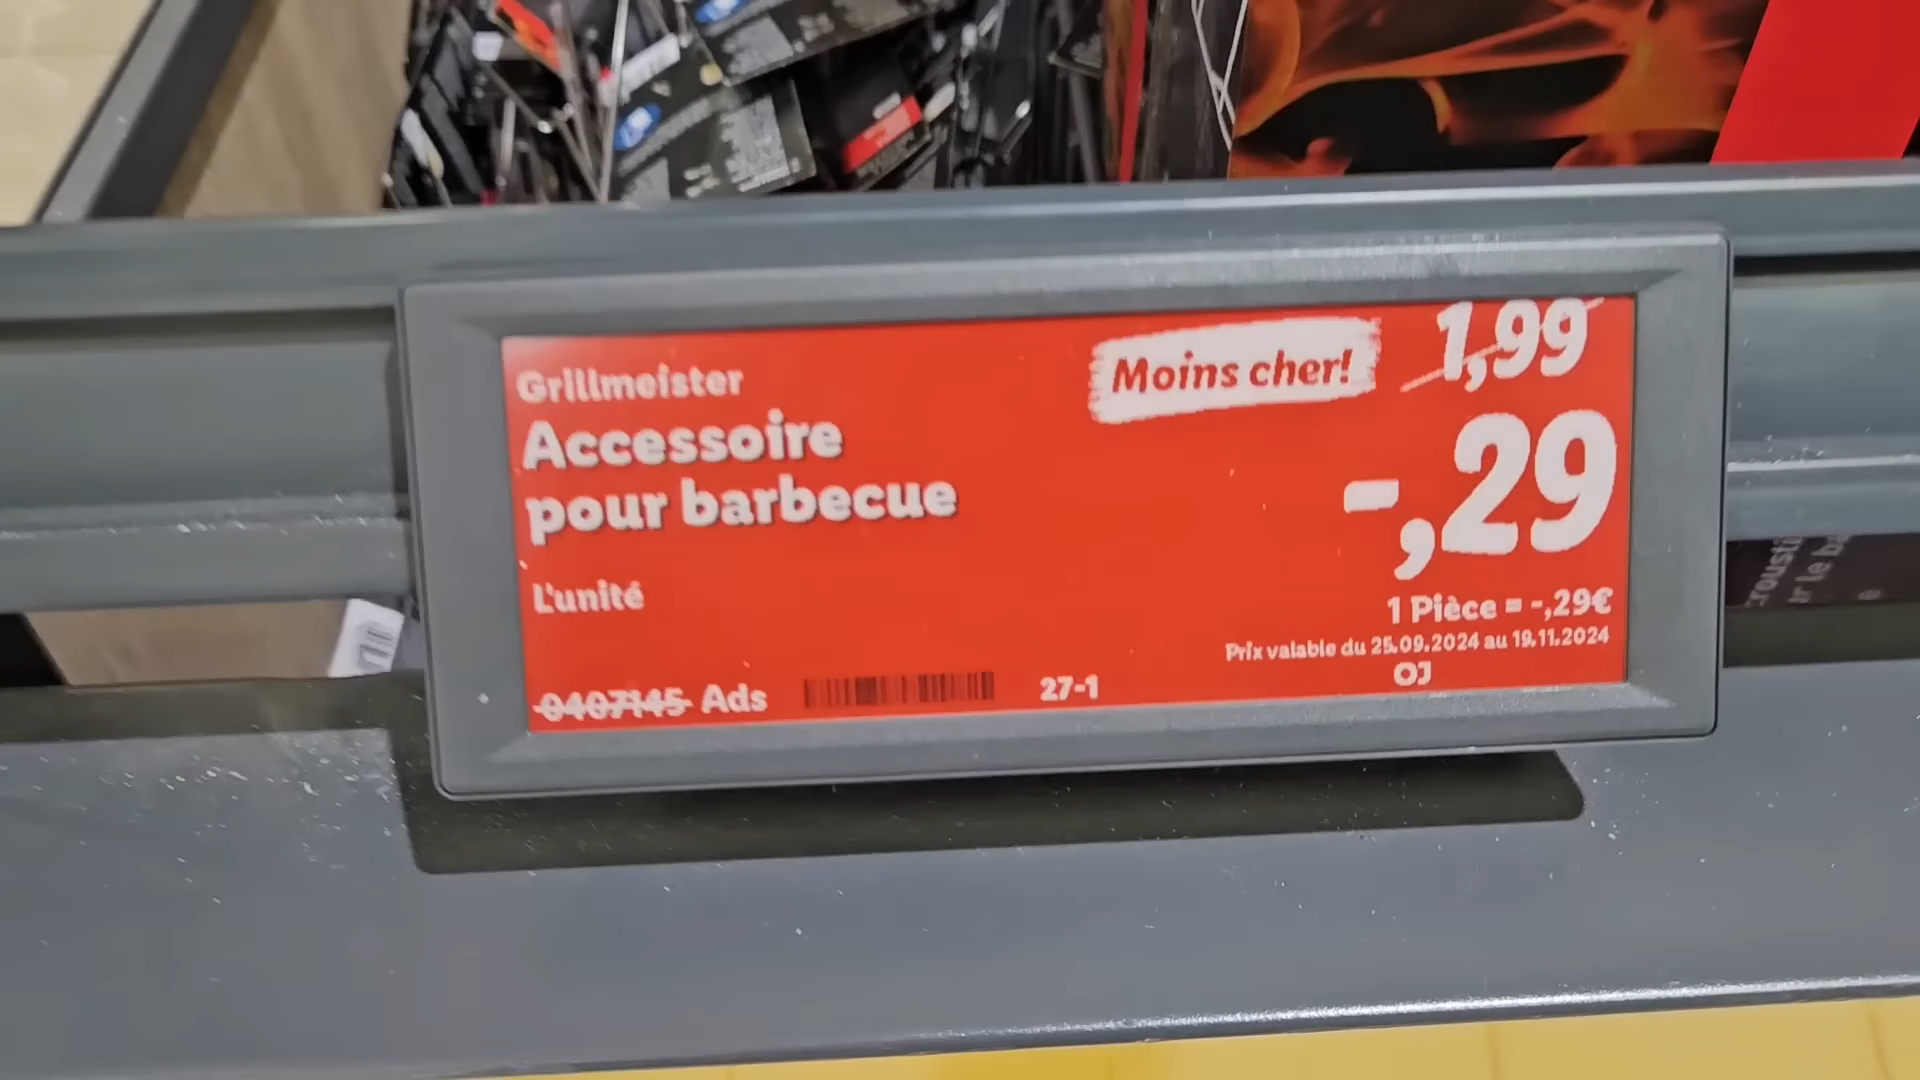 Grillmeister
Accessoire
pour barbecue
L'unité
Moins cher!
1,99
-,29
1 Pièce = -,29€
Prix valable du 25.09.2024 au 19.11.2024
OJ
0407145 Ads
27-1